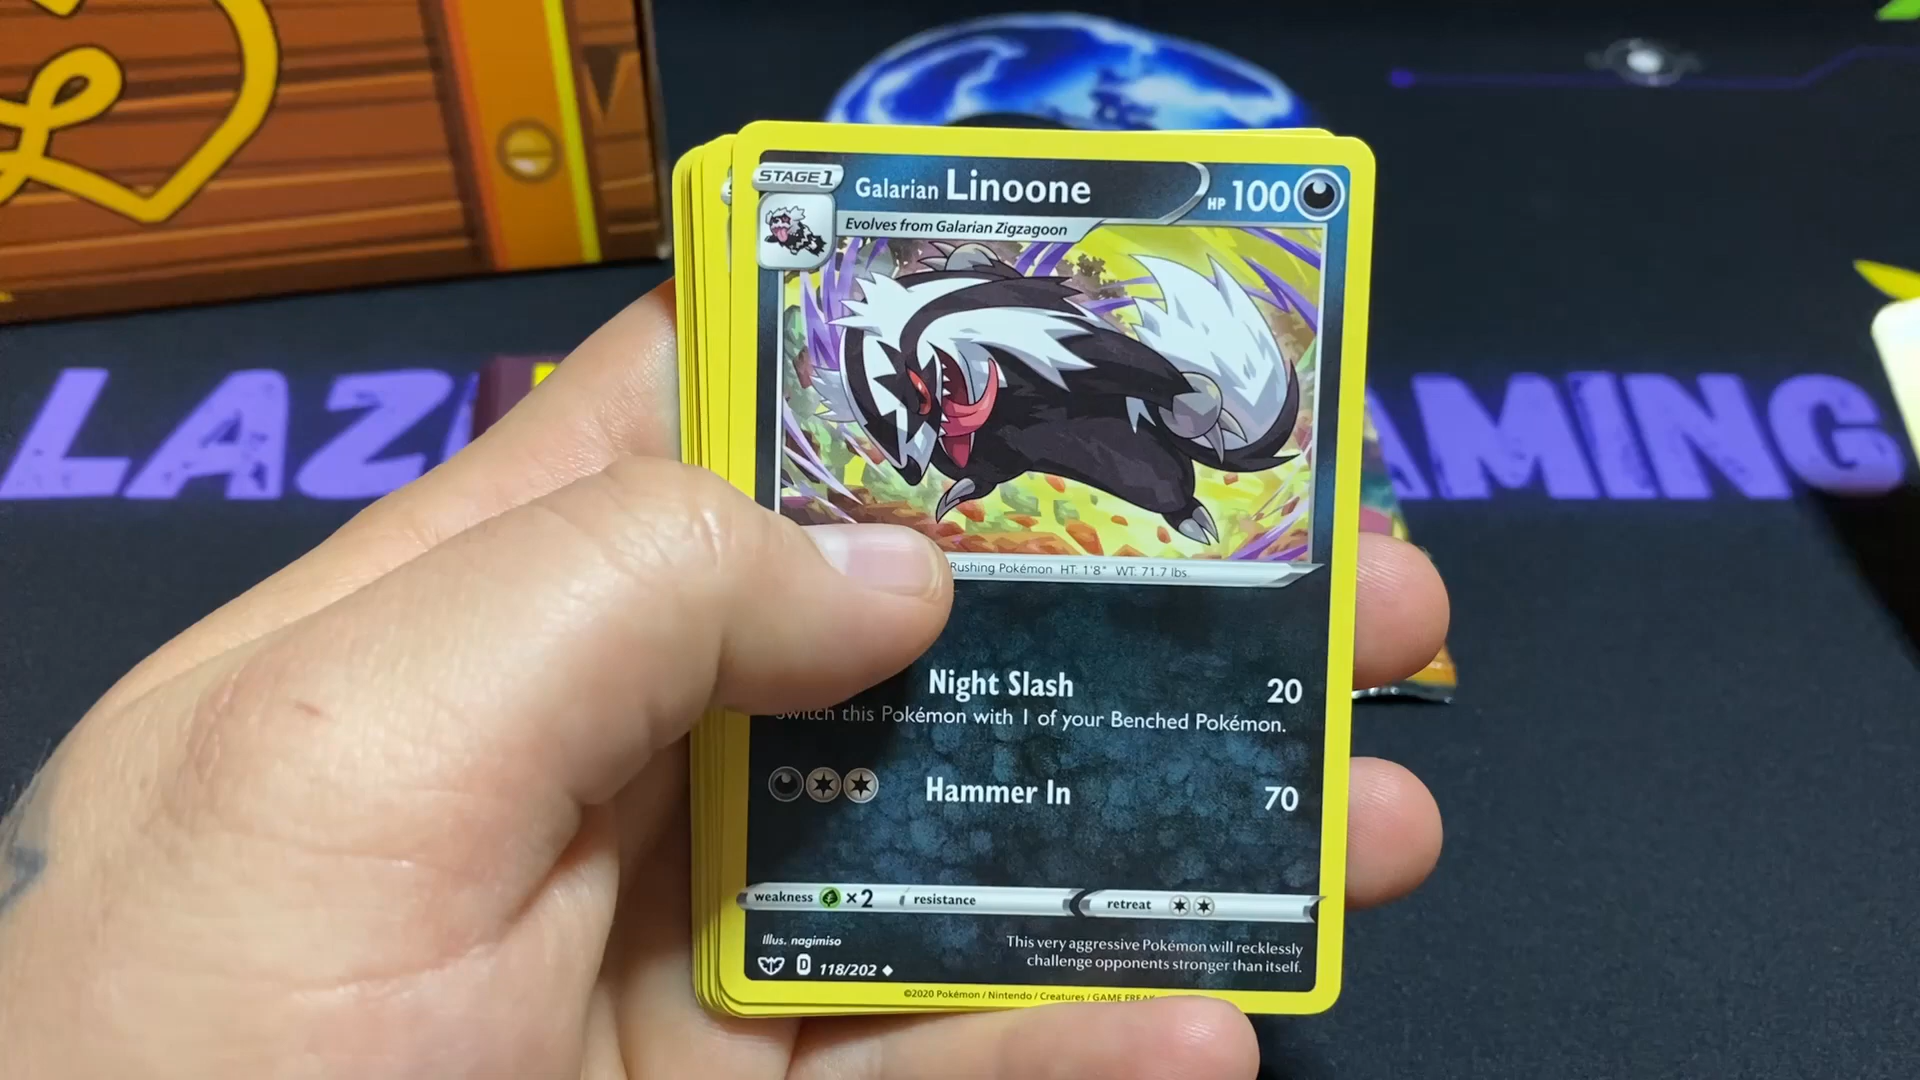 STAGE1
Galarian Linoone
HP 100
Evolves from Galarian Zigzagoon
LAZ
AMING
Rushing Pokémon HT: 1'8" WT: 71.7 lbs.
Night Slash 20
Switch this Pokémon with 1 of your Benched Pokémon.
Hammer In 70
weakness ×2 resistance retreat
Illus. nagimiso
This very aggressive Pokémon will recklessly
challenge opponents stronger than itself.
D 118/202
©2020 Pokémon / Nintendo / Creatures / GAME FREAK